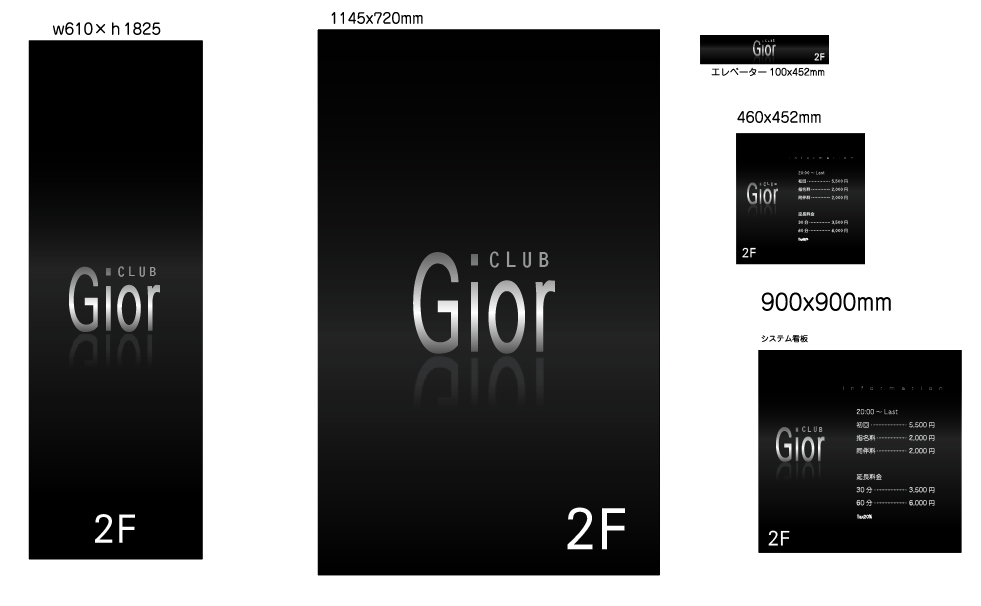 w610×h1825
CLUB
Gior
2F
1145x720mm
CLUB
Gior
2F
Gior
2F
エレベーター 100x452mm
460x452mm
information
20:00 ~ Last
初回 5,500 円
指名料 2,000 円
同伴料 2,000 円
延長料金
30 分 3,500 円
60 分 6,000 円
CLUB
Gior
2F
900x900mm
システム看板
information
20:00 ~ Last
初回 5,500 円
指名料 2,000 円
同伴料 2,000 円
延長料金
30 分 3,500 円
60 分 6,000 円
Tax20%
CLUB
Gior
2F